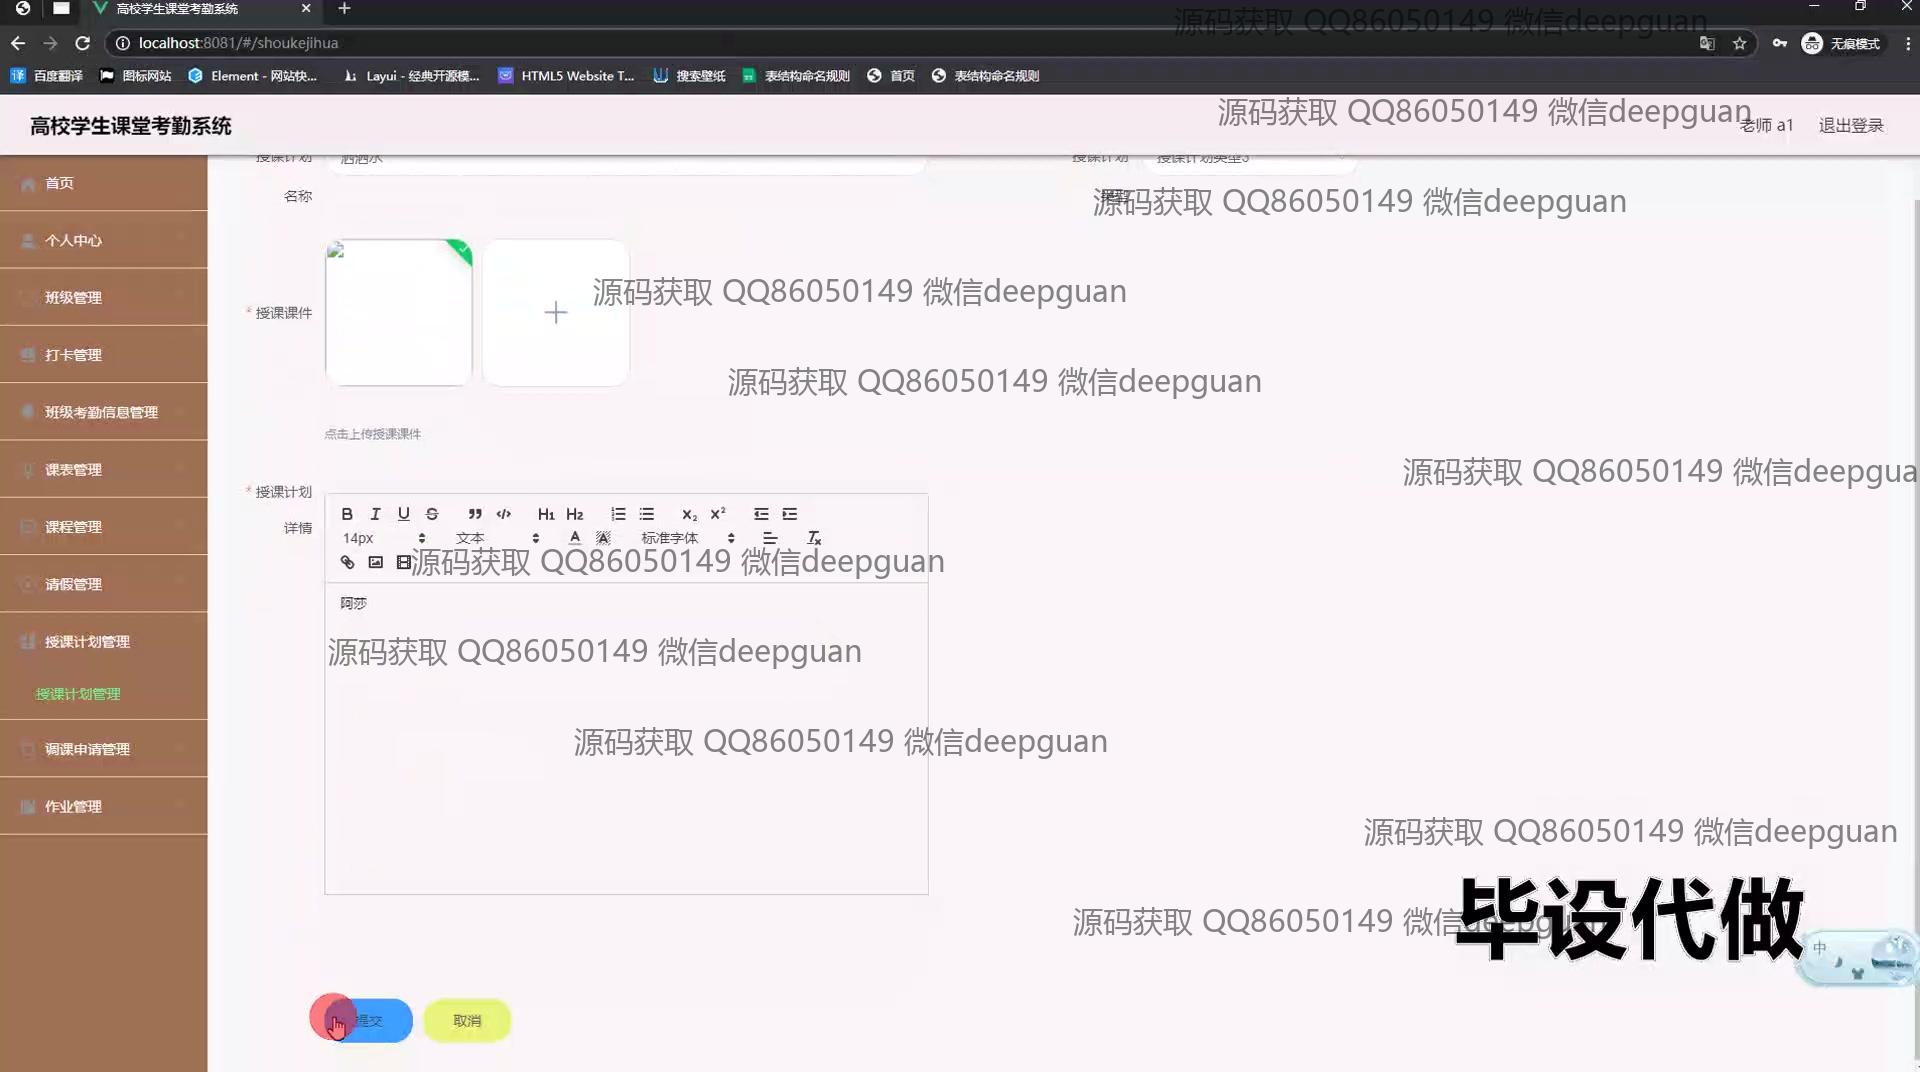 高校学生课堂考勤系统
源码获取 QQ86050149 微信deepguan
localhost:8081/#/shoukejihua
无痕模式
百度翻译 图标网站 Element - 网站快... Layui - 经典开源模... HTML5 Website T... 搜索壁纸 表结构命名规则 首页 表结构命名规则
高校学生课堂考勤系统
源码获取 QQ86050149 微信deepguan
老师 a1 退出登录
首页
个人中心
班级管理
打卡管理
班级考勤信息管理
课表管理
课程管理
请假管理
授课计划管理
授课计划管理
调课申请管理
作业管理
授课计划 洒洒水 授课计划 授课计划类型3
名称
源码获取 QQ86050149 微信deepguan
源码获取 QQ86050149 微信deepguan
* 授课课件
源码获取 QQ86050149 微信deepguan
点击上传授课课件
源码获取 QQ86050149 微信deepgua
* 授课计划
详情
B I U S H1 H2 X2 X2
14px 文本 A A 标准字体 Tx
源码获取 QQ86050149 微信deepguan
阿莎
源码获取 QQ86050149 微信deepguan
源码获取 QQ86050149 微信deepguan
源码获取 QQ86050149 微信deepguan
源码获取 QQ86050149 微信deepg
毕设代做
中
提交 取消